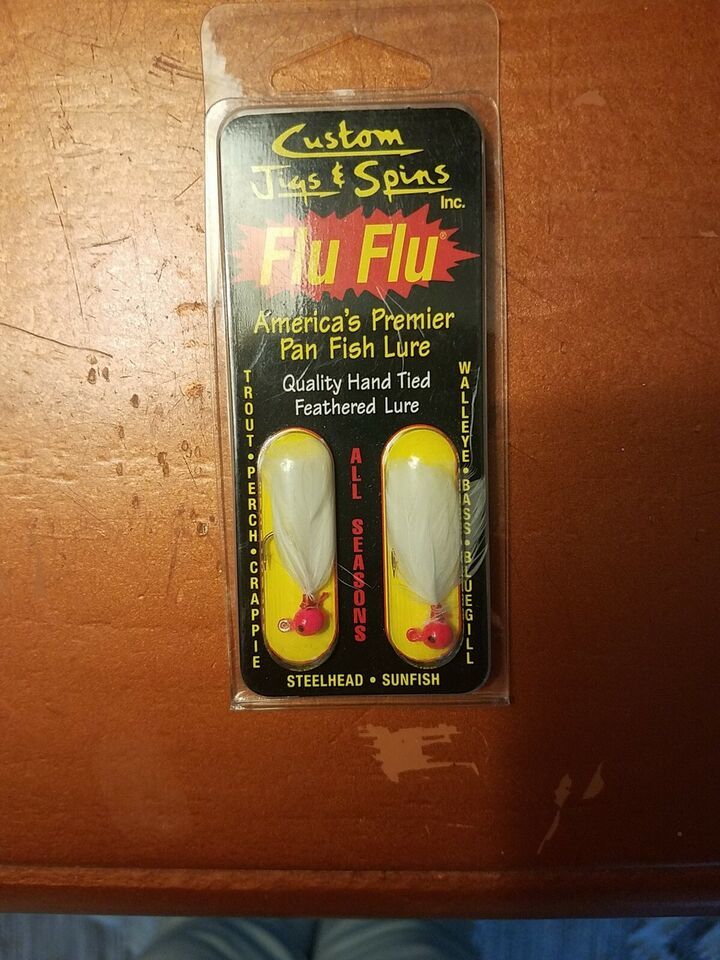 Custom
Jigs & Spins
Inc.
Flu Flu®
America's Premier
Pan Fish Lure
Quality Hand Tied
Feathered Lure
TROUT • PERCH • CRAPPIE
ALL SEASONS
WALLEYE • BASS • BLUEGILL
STEELHEAD • SUNFISH